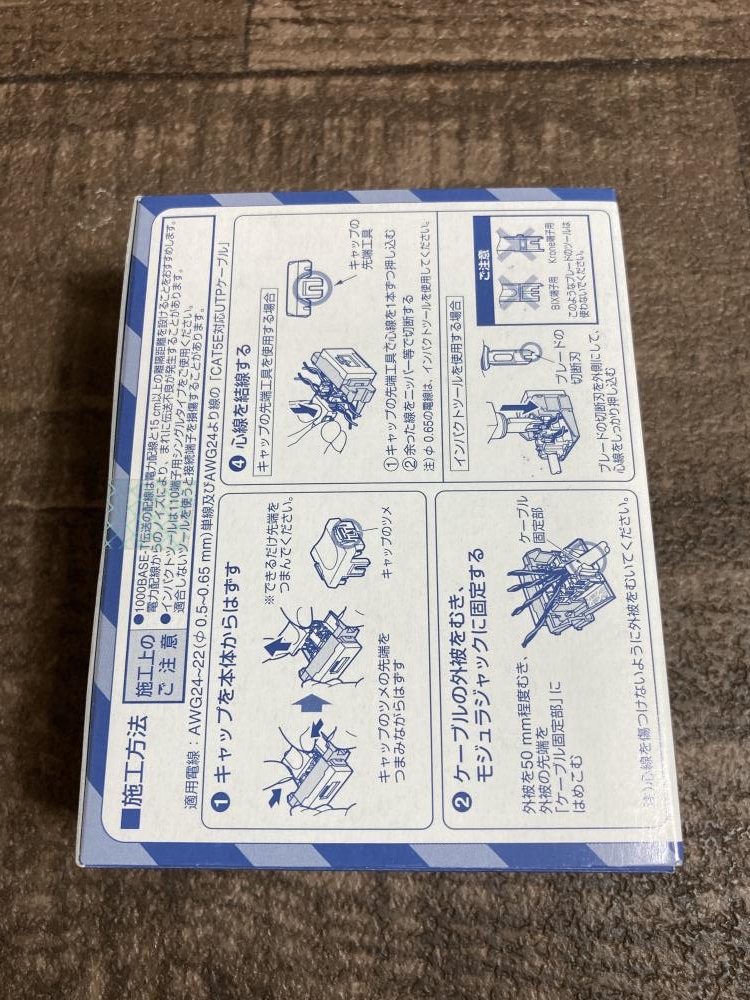 ■施工方法
施工上の
ご注意
●1000BASE-T伝送の配線は電力配線と15 cm以上の離隔距離を設けることをおすすめします。
電力配線からのノイズにより、まれに伝送不良が発生することがあります。
●インパクトツールは110端子用シングルタイプをご使用ください。
適合しないツールを使うと接続端子を損傷することがあります。
適用電線：AWG24~22(φ0.5~0.65 mm)単線及びAWG24より線の「CAT5E対応UTPケーブル」
❶ キャップを本体からはずす
※できるだけ先端を
つまんでください。
キャップのツメ
キャップのツメの先端を
つまみながらはずす
❷ ケーブルの外被をむき、
モジュラジャックに固定する
外被を50 mm程度むき、
外被の先端を
「ケーブル固定部」に
はめこむ
ケーブル
固定部
注)心線を傷つけないように外被をむいてください。
❹ 心線を結線する
キャップの先端工具を使用する場合
キャップの
先端工具
①キャップの先端工具で心線を1本ずつ押し込む
②余った線をニッパー等で切断する
注) φ0.65の電線は、インパクトツールを使用してください。
インパクトツールを使用する場合
ブレードの
切断刃
ブレードの切断刃を外側にして、
心線をしっかり押し込む
ご注意
BIX端子用
Krone端子用
このようなブレードのツールは
使わないでください。